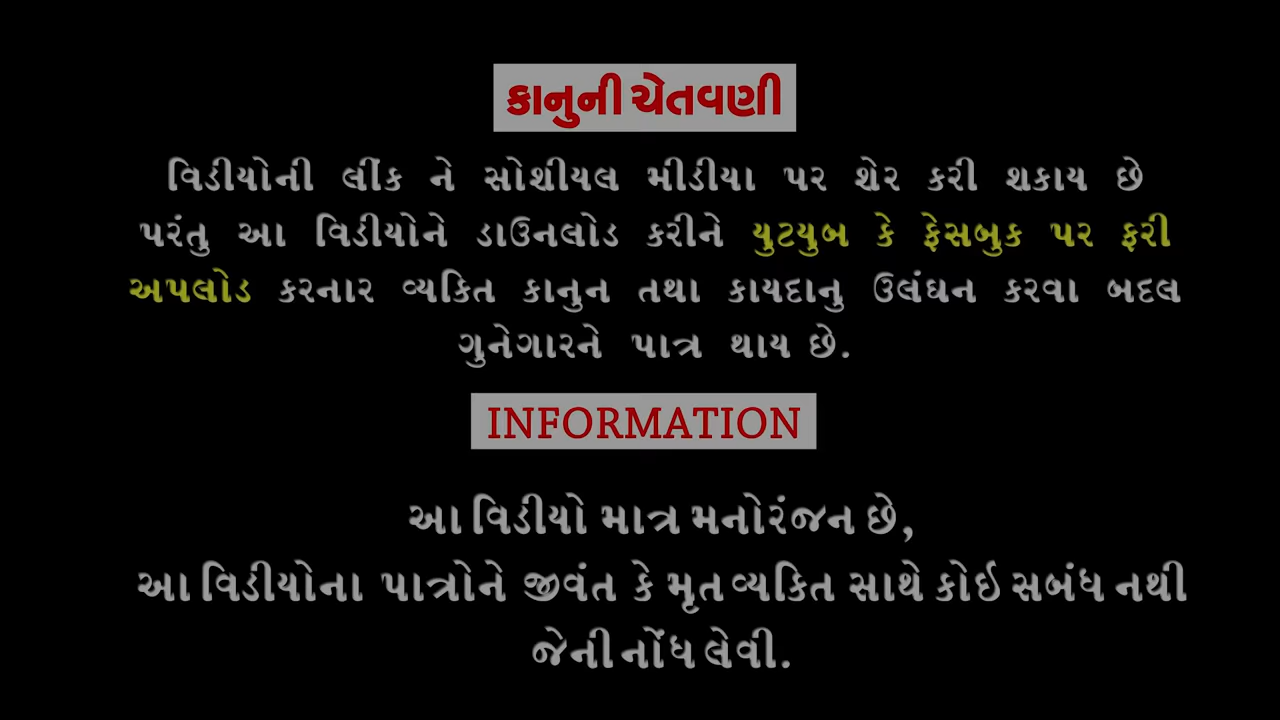 કાનુની ચેતવણી
વિડીયોની લીંક ને સોશીયલ મીડીયા પર શેર કરી શકાય છે
પરંતુ આ વિડીયોને ડાઉનલોડ કરીને યુટયુબ કે ફેસબુક પર ફરી
અપલોડ કરનાર વ્યકિત કાનુન તથા કાયદાનુ ઉલંઘન કરવા બદલ
ગુનેગારને પાત્ર થાય છે.
INFORMATION
આ વિડીયો માત્ર મનોરંજન છે,
આ વિડીયોના પાત્રોને જીવંત કે મૃત વ્યકિત સાથે કોઇ સબંધ નથી
જેની નોંધ લેવી.